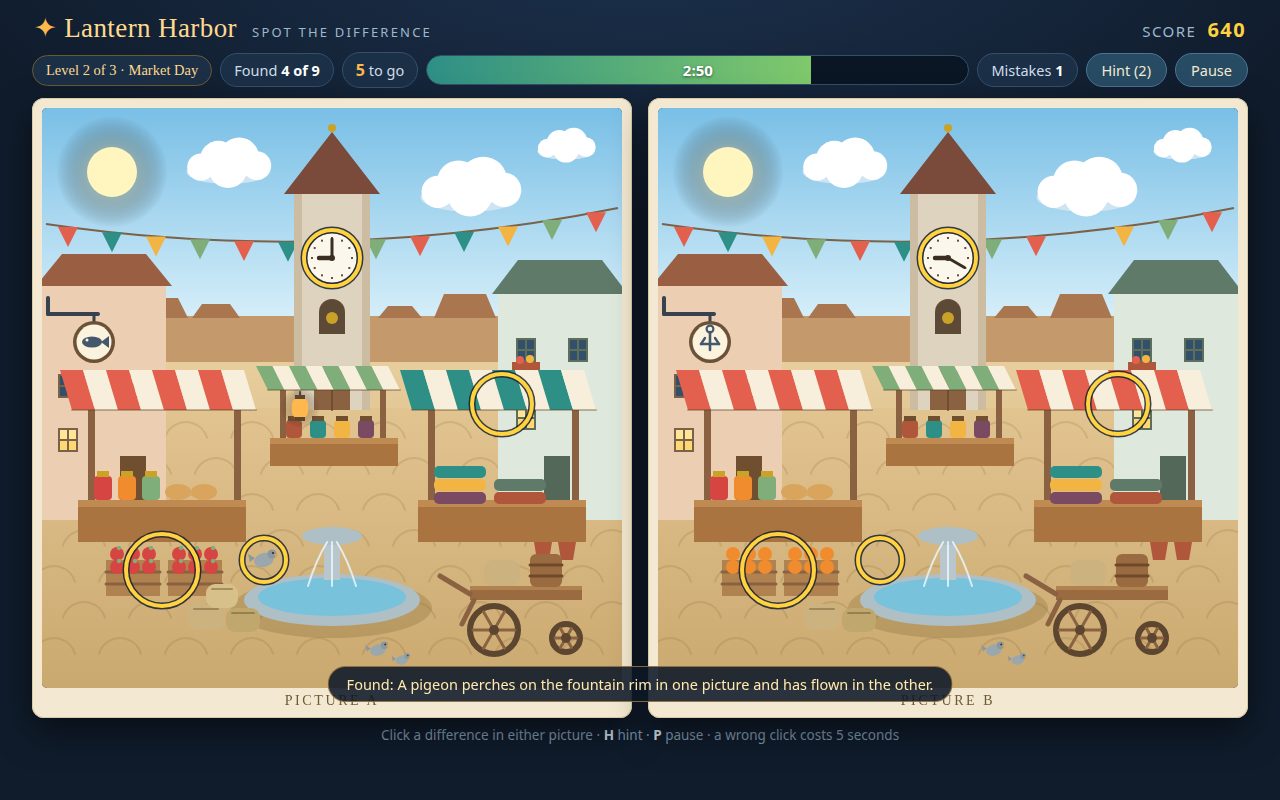 ✦ Lantern Harbor SPOT THE DIFFERENCE SCORE 640
Level 2 of 3 · Market Day Found 4 of 9 5 to go 2:50 Mistakes 1 Hint (2) Pause
Found: A pigeon perches on the fountain rim in one picture and has flown in the other.
PICTURE A PICTURE B
Click a difference in either picture · H hint · P pause · a wrong click costs 5 seconds